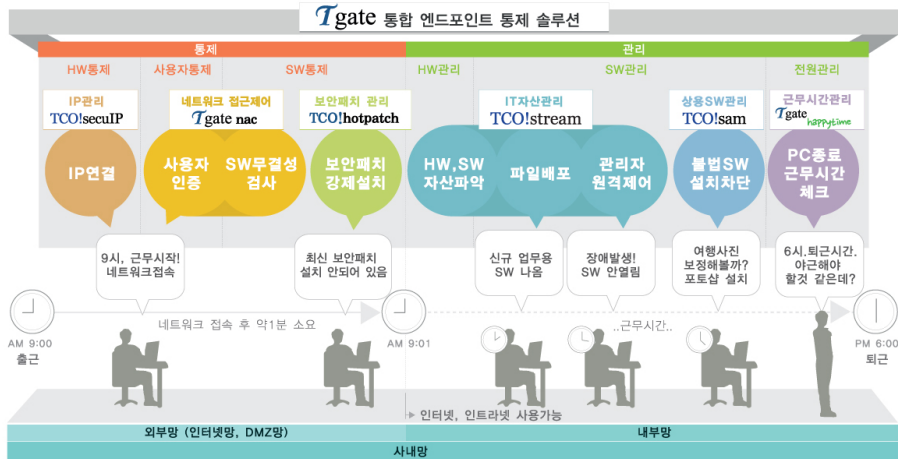 Tgate 통합 엔드포인트 통제 솔루션
통제
관리
HW통제
사용자통제
SW통제
HW관리
SW관리
전원관리
IP관리
TCO!secuIP
네트워크 접근제어
Tgate nac
보안패치 관리
TCO!hotpatch
IT자산관리
TCO!stream
상용SW관리
TCO!sam
근무시간관리
Tgate
happytime
IP연결
사용자
인증
SW무결성
검사
보안패치
강제설치
HW,SW
자산파악
파일배포
관리자
원격제어
불법SW
설치차단
PC종료
근무시간
체크
9시, 근무시작!
네트워크접속
최신 보안패치
설치 안되어 있음
신규 업무용
SW 나옴
장애발생!
SW 안열림
여행사진
보정해볼까?
포토샵 설치
6시.퇴근시간.
야근해야
할것 같은데?
네트워크 접속 후 약1분 소요
..근무시간..
AM 9:00
출근
AM 9:01
PM 6:00
퇴근
인터넷, 인트라넷 사용가능
외부망 (인터넷망, DMZ망)
내부망
사내망